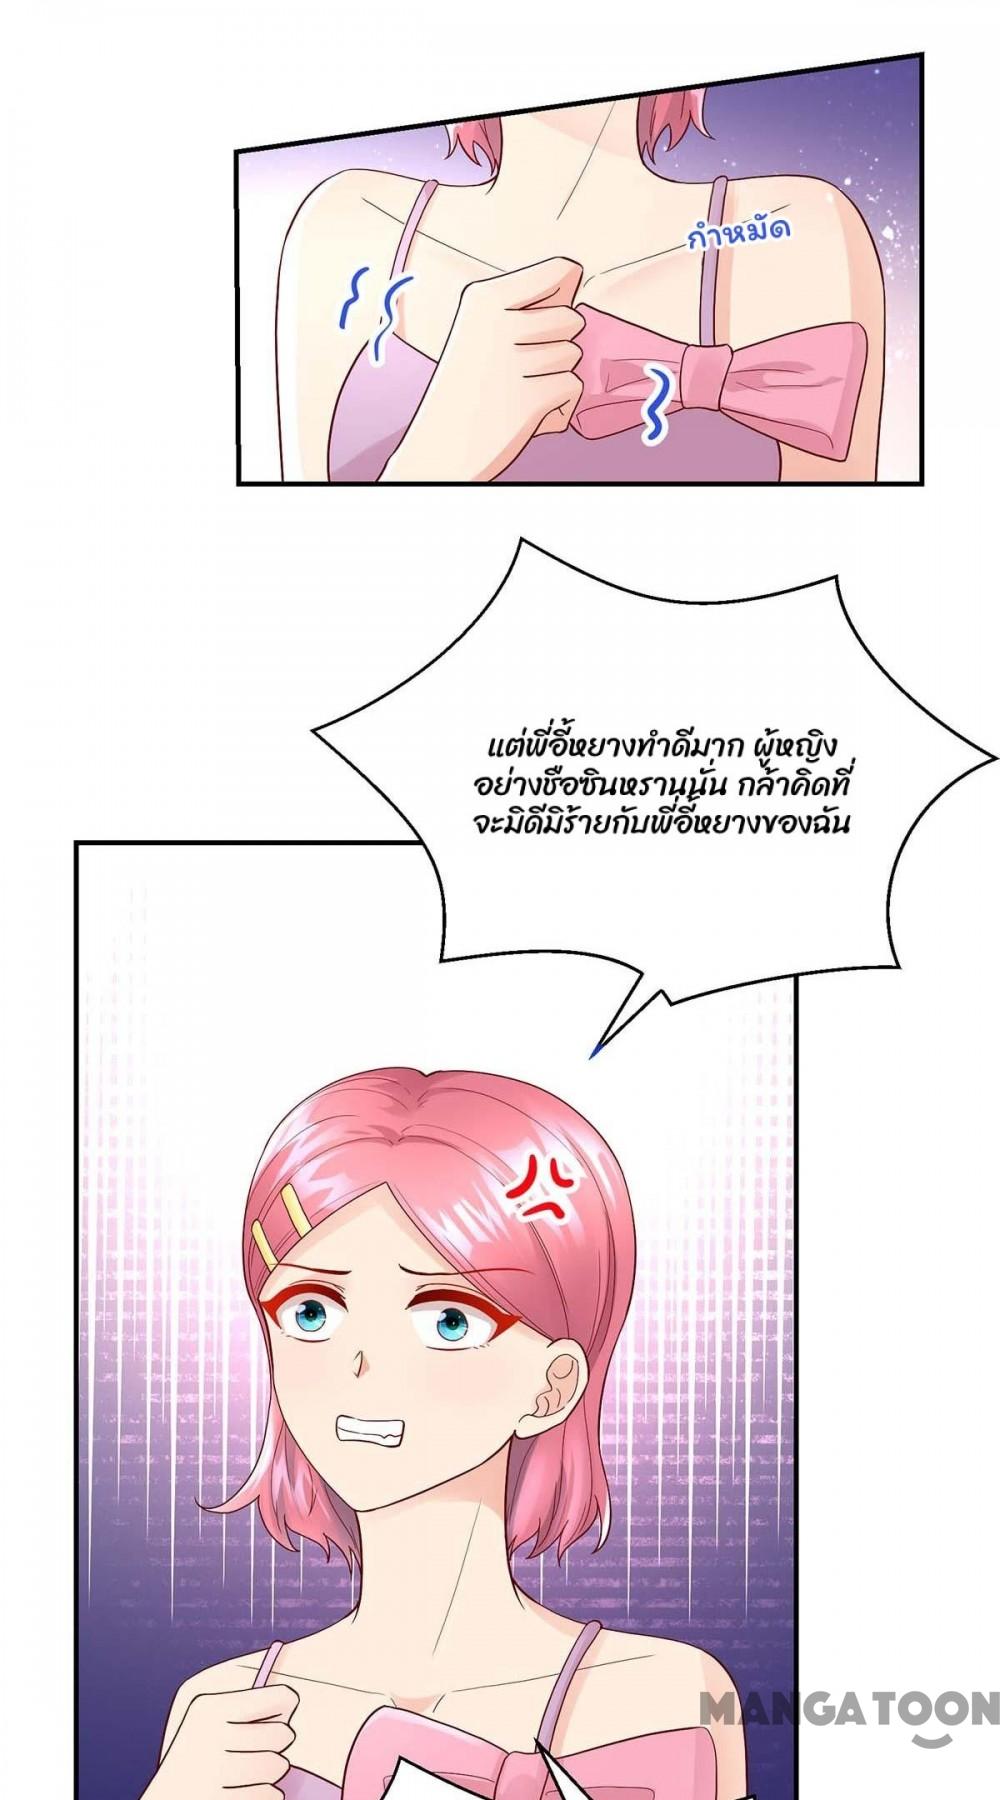 กำหมัด
แต่พี่อี้หยางทำดีมาก ผู้หญิง
อย่างซือซินหรานนั่น กล้าคิดที่
จะมิดีมิร้ายกับพี่อี้หยางของฉัน
MANGATOON